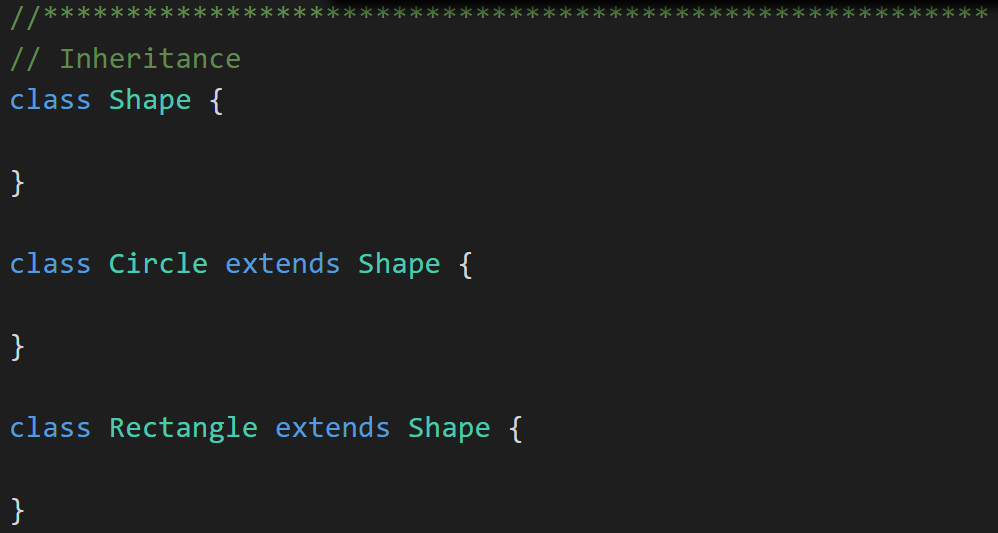 //*********************************************************
// Inheritance
class Shape {
}
class Circle extends Shape {
}
class Rectangle extends Shape {
}